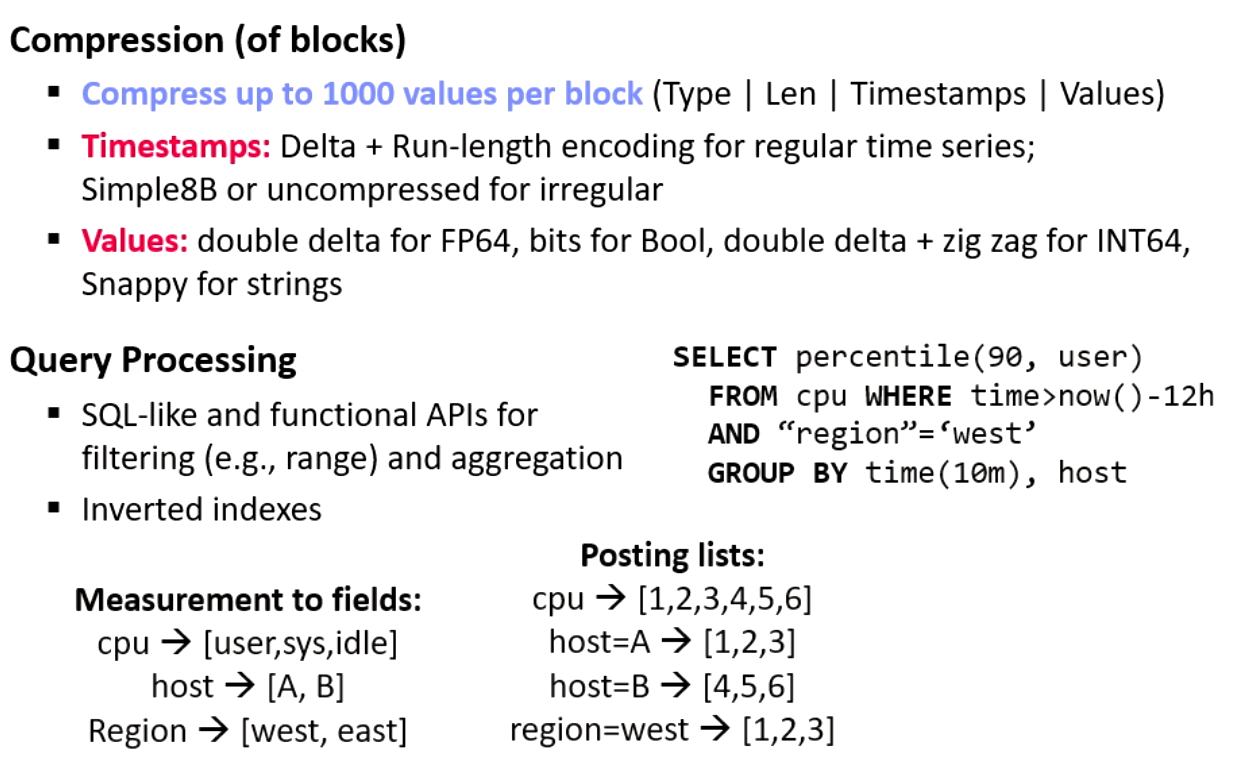 Compression (of blocks)
▪ Compress up to 1000 values per block (Type | Len | Timestamps | Values)
▪ Timestamps: Delta + Run-length encoding for regular time series;
Simple8B or uncompressed for irregular
▪ Values: double delta for FP64, bits for Bool, double delta + zig zag for INT64,
Snappy for strings
Query Processing
▪ SQL-like and functional APIs for
filtering (e.g., range) and aggregation
▪ Inverted indexes
SELECT percentile(90, user)
FROM cpu WHERE time>now()-12h
AND “region”=‘west’
GROUP BY time(10m), host
Measurement to fields:
cpu → [user,sys,idle]
host → [A, B]
Region → [west, east]
Posting lists:
cpu → [1,2,3,4,5,6]
host=A → [1,2,3]
host=B → [4,5,6]
region=west → [1,2,3]